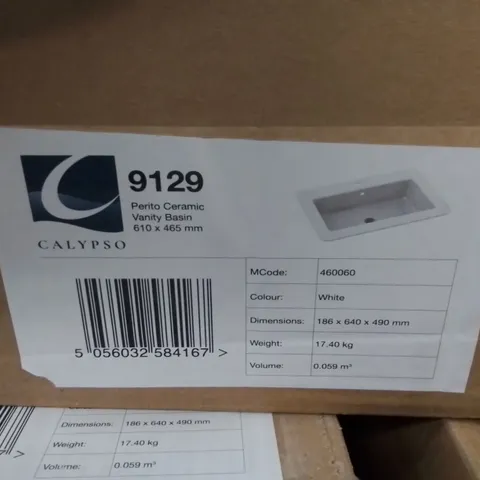 9129
Perito Ceramic
Vanity Basin
610 x 465 mm
CALYPSO
MCode: 460060
Colour: White
Dimensions: 186 x 640 x 490 mm
Weight: 17.40 kg
Volume: 0.059 m³
5 056032 584167 >
Dimensions: 186 x 640 x 490 mm
Weight: 17.40 kg
Volume: 0.059 m³